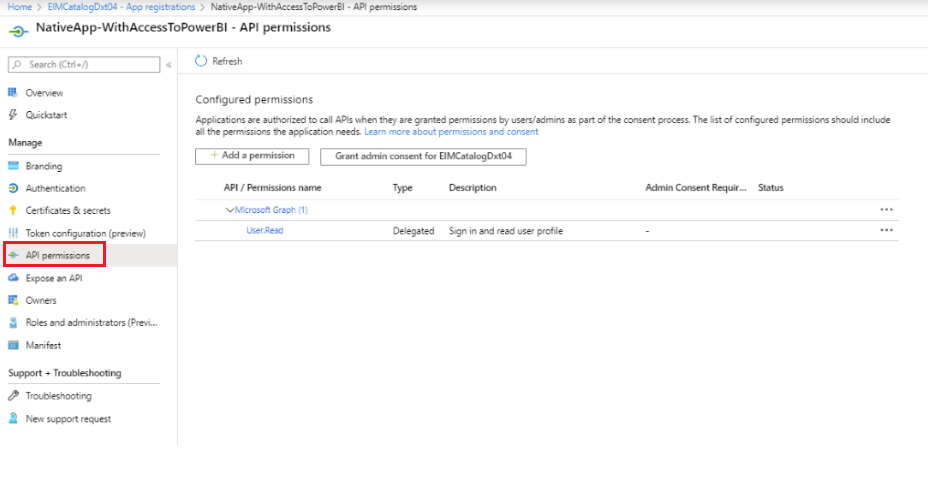 Home > EIMCatalogDxt04 - App registrations > NativeApp-WithAccessToPowerBI - API permissions
NativeApp-WithAccessToPowerBI - API permissions
Search (Ctrl+/)
«
Refresh
Overview
Quickstart
Manage
Branding
Authentication
Certificates & secrets
Token configuration (preview)
API permissions
Expose an API
Owners
Roles and administrators (Previ...
Manifest
Support + Troubleshooting
Troubleshooting
New support request
Configured permissions
Applications are authorized to call APIs when they are granted permissions by users/admins as part of the consent process. The list of configured permissions should include
all the permissions the application needs. Learn more about permissions and consent
+ Add a permission Grant admin consent for EIMCatalogDxt04
API / Permissions name Type Description Admin Consent Requir... Status
Microsoft Graph (1) ...
User.Read Delegated Sign in and read user profile - ...